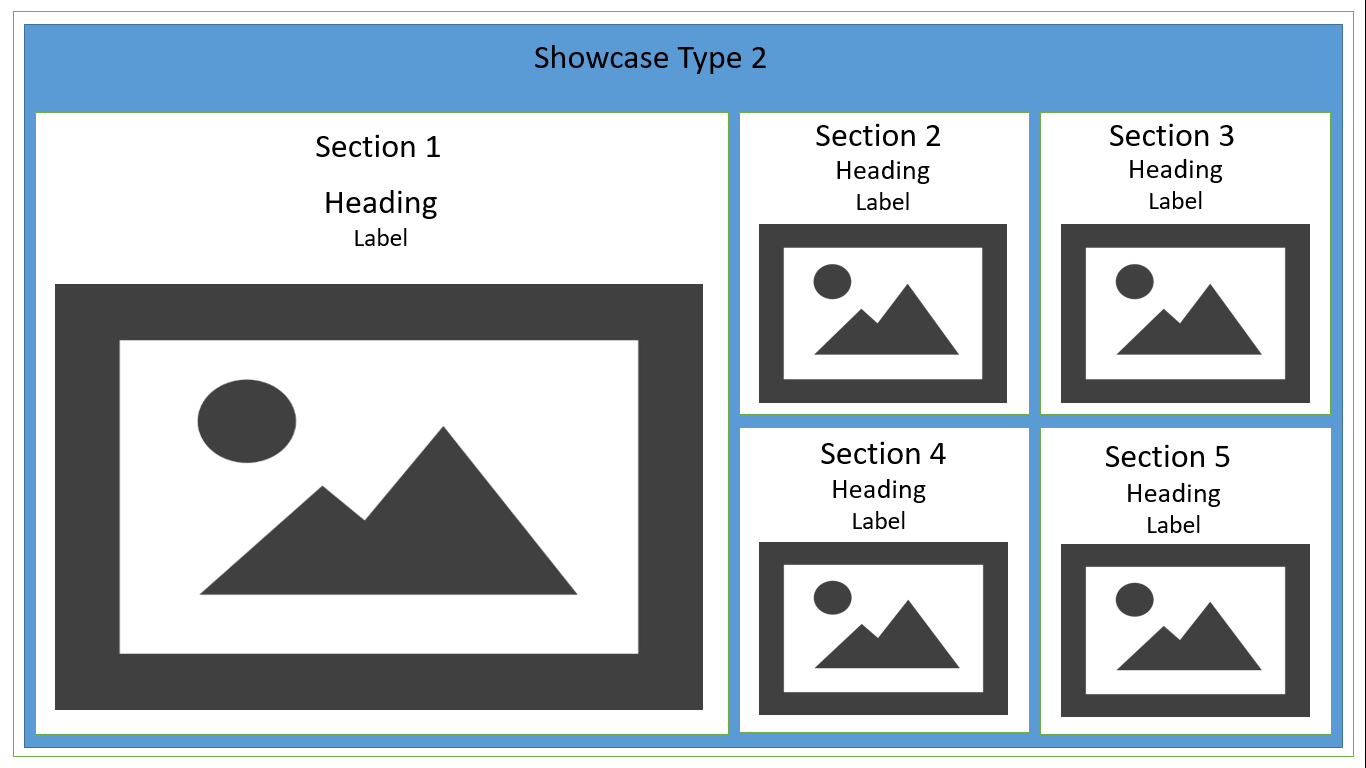 Showcase Type 2
Section 1
Heading
Label
Section 2
Heading
Label
Section 3
Heading
Label
Section 4
Heading
Label
Section 5
Heading
Label